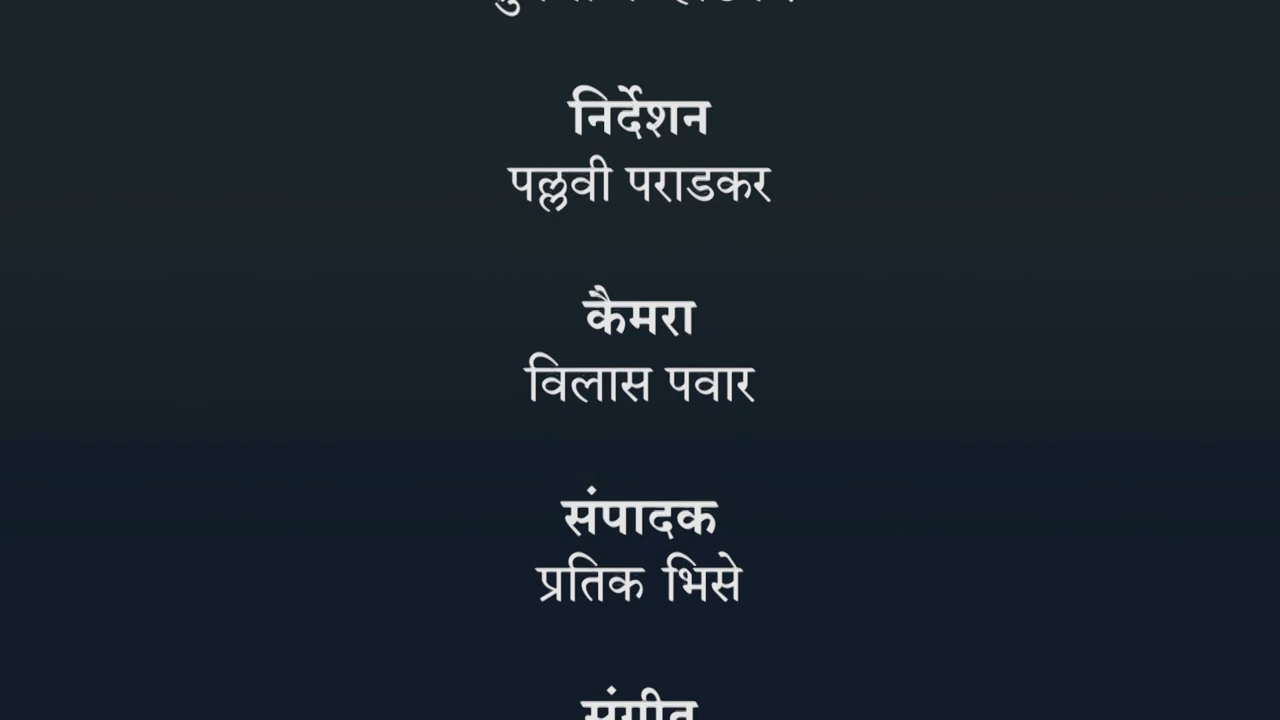 निर्देशन
पल्लवी पराडकर
कैमरा
विलास पवार
संपादक
प्रतिक भिसे
संगीत